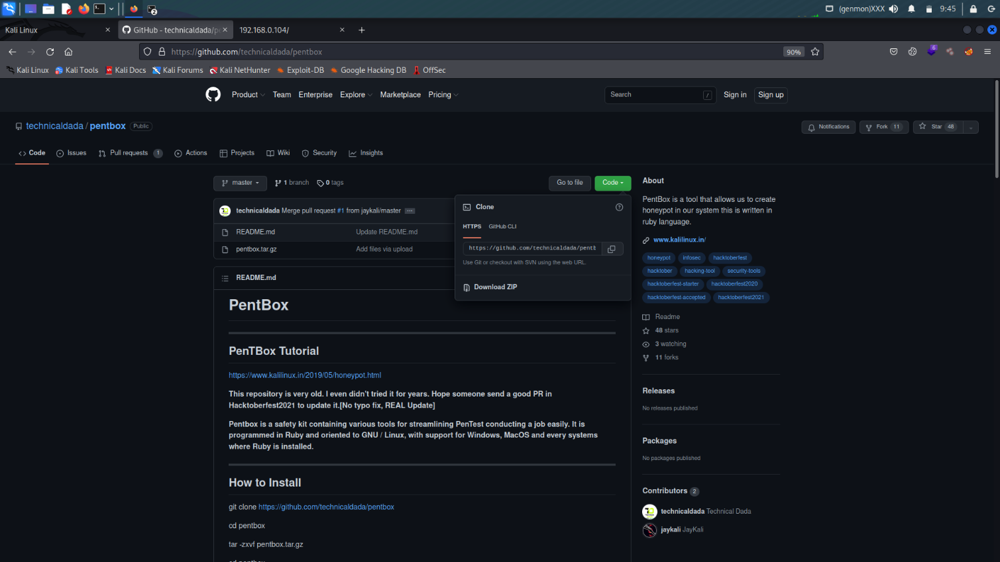 (genmon)XXX 9:45
2
Kali Linux
GitHub - technicaldada/pe
192.168.0.104/
https://github.com/technicaldada/pentbox
90%
6
Kali Linux Kali Tools Kali Docs Kali Forums Kali NetHunter Exploit-DB Google Hacking DB OffSec
Product Team Enterprise Explore Marketplace Pricing
Search /
Sign in
Sign up
technicaldada / pentbox Public
Notifications
Fork 11
Star 48
Code Issues Pull requests 1 Actions Projects Wiki Security Insights
master 1 branch 0 tags
Go to file
Code
technicaldada Merge pull request #1 from jaykali/master ...
README.md Update README.md
pentbox.tar.gz Add files via upload
Clone
HTTPS GitHub CLI
https://github.com/technicaldada/pentb
Use Git or checkout with SVN using the web URL.
Download ZIP
README.md
PentBox
PenTBox Tutorial
https://www.kalilinux.in/2019/05/honeypot.html
This repository is very old. I even didn't tried it for years. Hope someone send a good PR in
Hacktoberfest2021 to update it.[No typo fix, REAL Update]
Pentbox is a safety kit containing various tools for streamlining PenTest conducting a job easily. It is
programmed in Ruby and oriented to GNU / Linux, with support for Windows, MacOS and every systems
where Ruby is installed.
How to Install
git clone https://github.com/technicaldada/pentbox
cd pentbox
tar -zxvf pentbox.tar.gz
cd pentbox
About
PentBox is a tool that allows us to create
honeypot in our system this is written in
ruby language.
www.kalilinux.in/
honeypot infosec hacktoberfest
hacktober hacking-tool security-tools
hacktoberfest-starter hacktoberfest2020
hacktoberfest-accepted hacktoberfest2021
Readme
48 stars
3 watching
11 forks
Releases
No releases published
Packages
No packages published
Contributors 2
technicaldada Technical Dada
jaykali JayKali